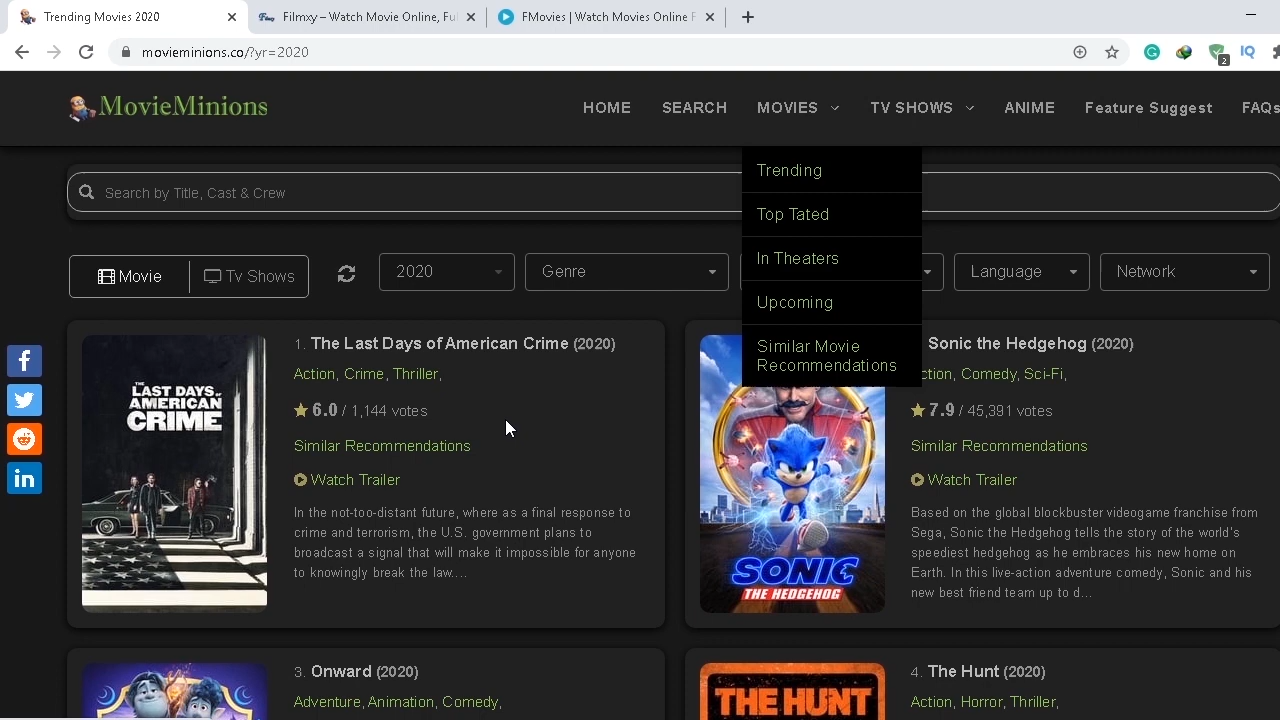 Trending Movies 2020
Filmxy – Watch Movie Online, Ful
FMovies | Watch Movies Online F
movieminions.co/?yr=2020
2
IQ
MovieMinions
HOME
SEARCH
MOVIES
TV SHOWS
ANIME
Feature Suggest
FAQs
Trending
Top Tated
In Theaters
Upcoming
Similar Movie
Recommendations
Search by Title, Cast & Crew
Movie
Tv Shows
2020
Genre
Language
Network
THE
LAST DAYS OF
AMERICAN
CRIME
1. The Last Days of American Crime (2020)
Action, Crime, Thriller,
6.0 / 1,144 votes
Similar Recommendations
Watch Trailer
In the not-too-distant future, where as a final response to
crime and terrorism, the U.S. government plans to
broadcast a signal that will make it impossible for anyone
to knowingly break the law....
SONIC
THE HEDGEHOG
Sonic the Hedgehog (2020)
ction, Comedy, Sci-Fi,
7.9 / 45,391 votes
Similar Recommendations
Watch Trailer
Based on the global blockbuster videogame franchise from
Sega, Sonic the Hedgehog tells the story of the world's
speediest hedgehog as he embraces his new home on
Earth. In this live-action adventure comedy, Sonic and his
new best friend team up to d...
3. Onward (2020)
Adventure, Animation, Comedy,
THE HUNT
4. The Hunt (2020)
Action, Horror, Thriller,